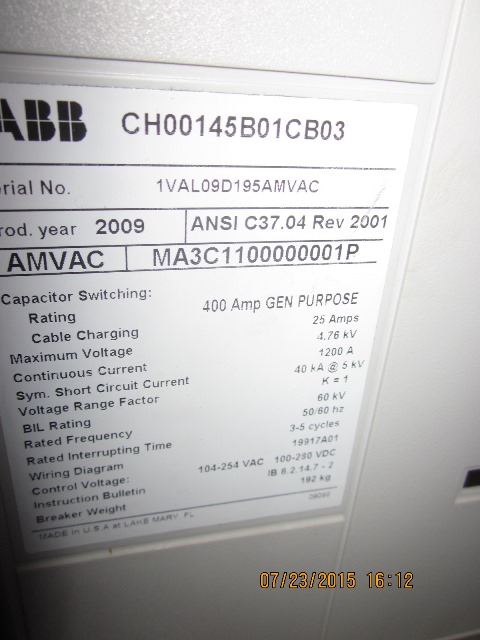 ABB CH00145B01CB03
erial No. 1VAL09D195AMVAC
rod. year 2009 ANSI C37.04 Rev 2001
AMVAC MA3C1100000001P
Capacitor Switching:
Rating 400 Amp GEN PURPOSE
Cable Charging 25 Amps
Maximum Voltage 4.76 kV
Continuous Current 1200 A
Sym. Short Circuit Current 40 kA @ 5 kV
Voltage Range Factor K = 1
BIL Rating 60 kV
Rated Frequency 50/60 hz
Rated Interrupting Time 3-5 cycles
Wiring Diagram 19917A01
Control Voltage: 104-254 VAC 100-280 VDC
Instruction Bulletin IB 6.2.14.7 - 2
Breaker Weight 192 kg
MADE IN U.S.A at LAKE MARY FL
07/23/2015 16:12